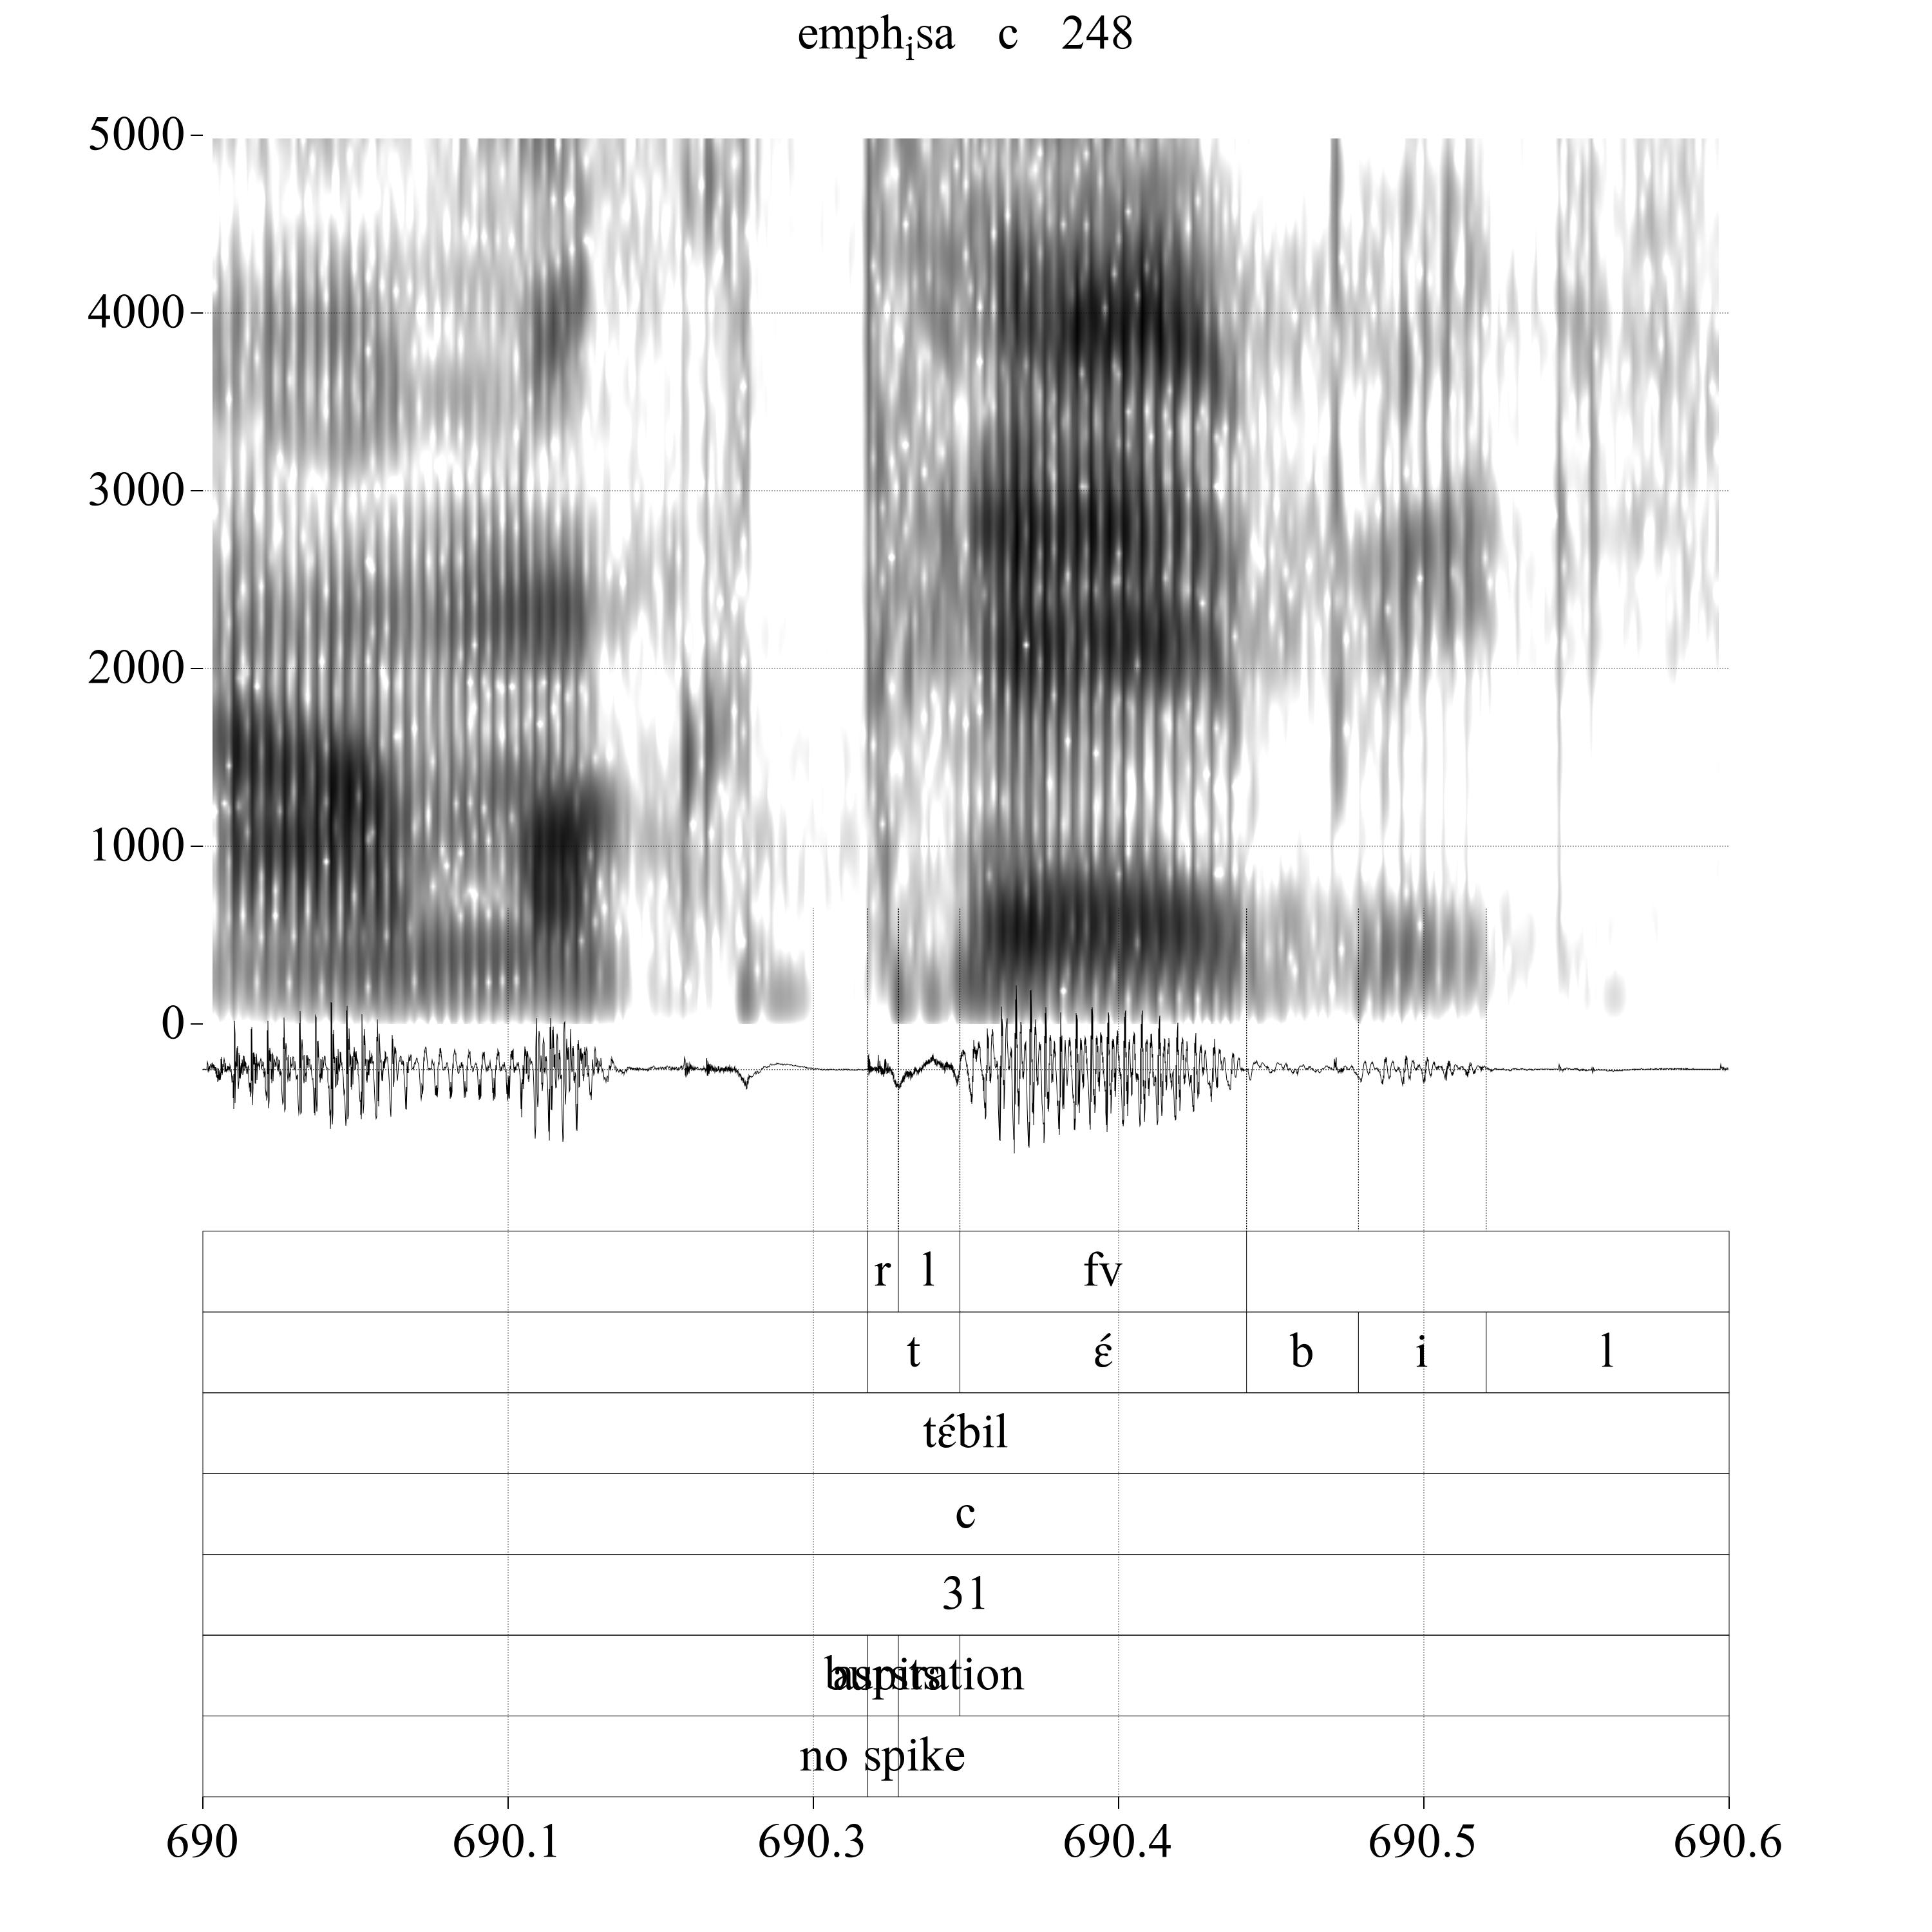 emphᵢsa c 248
5000
4000
3000
2000
1000
0
r l fv
t έ b i l
tέbil
c
31
burst aspiration
no spike
690 690.1 690.3 690.4 690.5 690.6